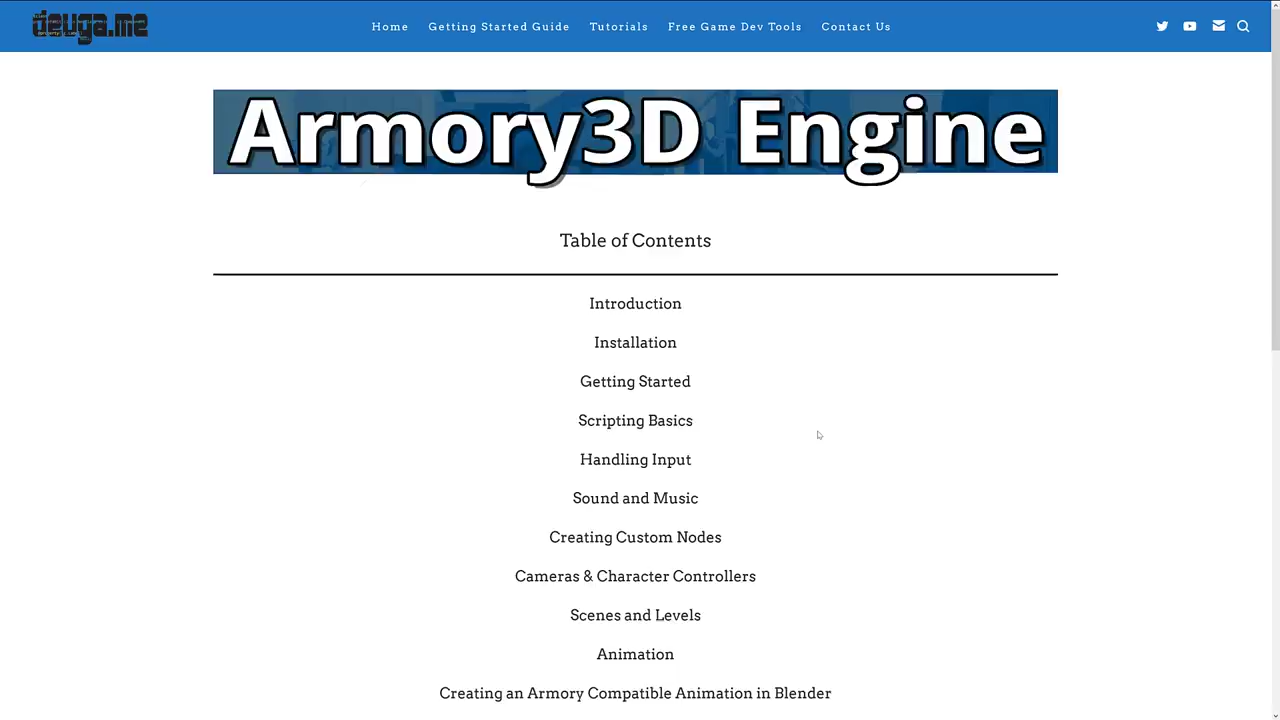 devga.me
Home
Getting Started Guide
Tutorials
Free Game Dev Tools
Contact Us
Armory3D Engine
Table of Contents
Introduction
Installation
Getting Started
Scripting Basics
Handling Input
Sound and Music
Creating Custom Nodes
Cameras & Character Controllers
Scenes and Levels
Animation
Creating an Armory Compatible Animation in Blender